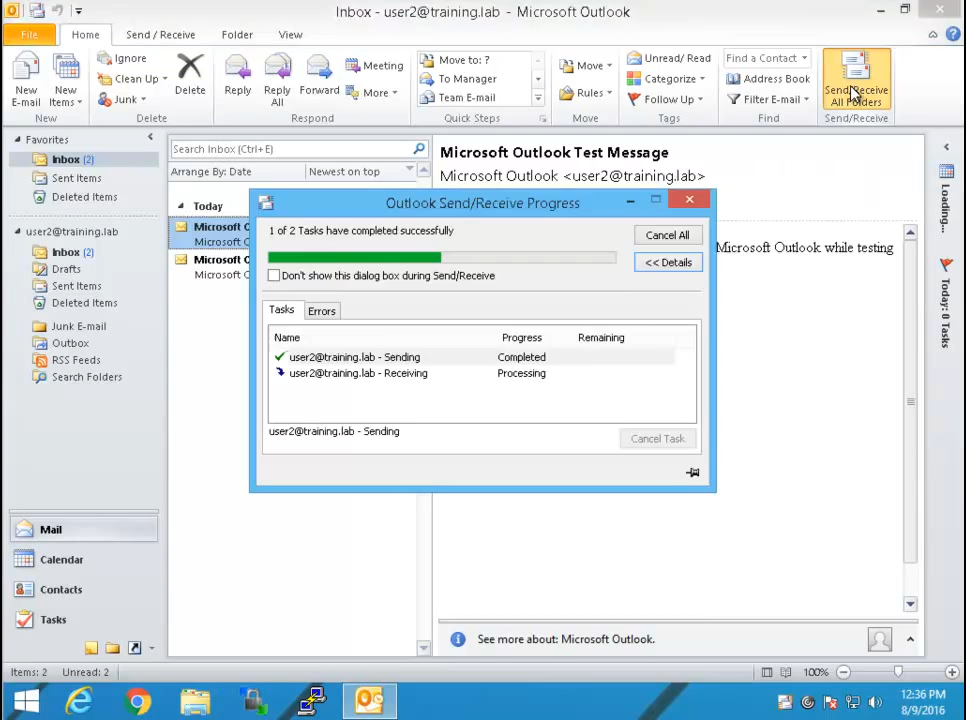 Inbox - user2@training.lab - Microsoft Outlook
File Home Send / Receive Folder View
New E-mail
New Items
New
Ignore
Clean Up
Junk
Delete
Delete
Reply
Reply All
Forward
Meeting
More
Respond
Move to: ?
To Manager
Team E-mail
Quick Steps
Move
Rules
Move
Unread/ Read
Categorize
Follow Up
Tags
Find a Contact
Address Book
Filter E-mail
Find
Send/Receive
All Folders
Send/Receive
Favorites
Inbox (2)
Sent Items
Deleted Items
user2@training.lab
Inbox (2)
Drafts
Sent Items
Deleted Items
Junk E-mail
Outbox
RSS Feeds
Search Folders
Mail
Calendar
Contacts
Tasks
Search Inbox (Ctrl+E)
Arrange By: Date Newest on top
Today
Microsoft O
Microsoft C
Microsoft O
Microsoft C
Microsoft Outlook Test Message
Microsoft Outlook <user2@training.lab>
Microsoft Outlook while testing
Outlook Send/Receive Progress
1 of 2 Tasks have completed successfully
Cancel All
<< Details
Don't show this dialog box during Send/Receive
Tasks Errors
Name Progress Remaining
user2@training.lab - Sending Completed
user2@training.lab - Receiving Processing
user2@training.lab - Sending
Cancel Task
See more about: Microsoft Outlook.
Loading...
Today: 0 Tasks
Items: 2 Unread: 2
100%
12:36 PM
8/9/2016